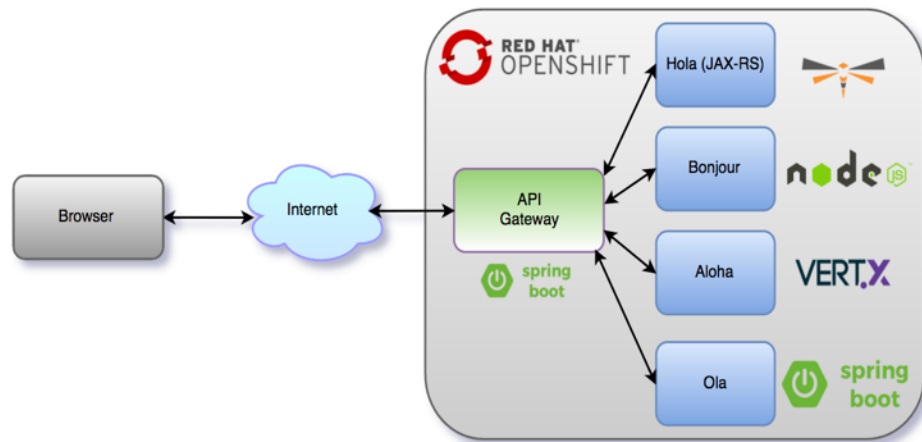 RED HAT®
OPENSHIFT
Hola (JAX-RS)
Bonjour
node
JS
Browser
Internet
API
Gateway
Aloha
VERT.X
spring
boot
Ola
spring
boot